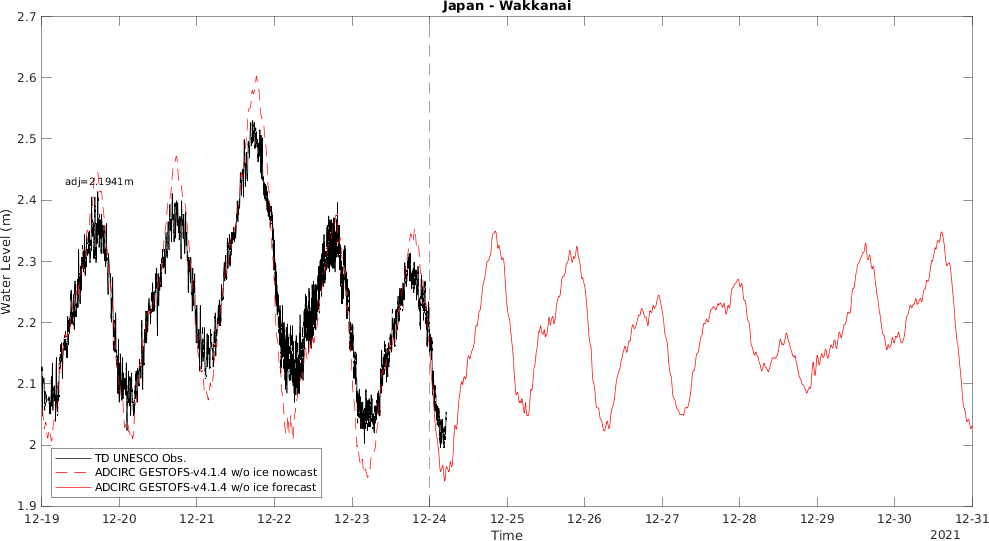 Japan - Wakkanai
2.7
2.6
2.5
2.4
2.3
2.2
2.1
2
1.9
Water Level (m)
adj=2.1941m
TD UNESCO Obs.
ADCIRC GESTOFS-v4.1.4 w/o ice nowcast
ADCIRC GESTOFS-v4.1.4 w/o ice forecast
12-19 12-20 12-21 12-22 12-23 12-24 12-25 12-26 12-27 12-28 12-29 12-30 12-31
Time
2021